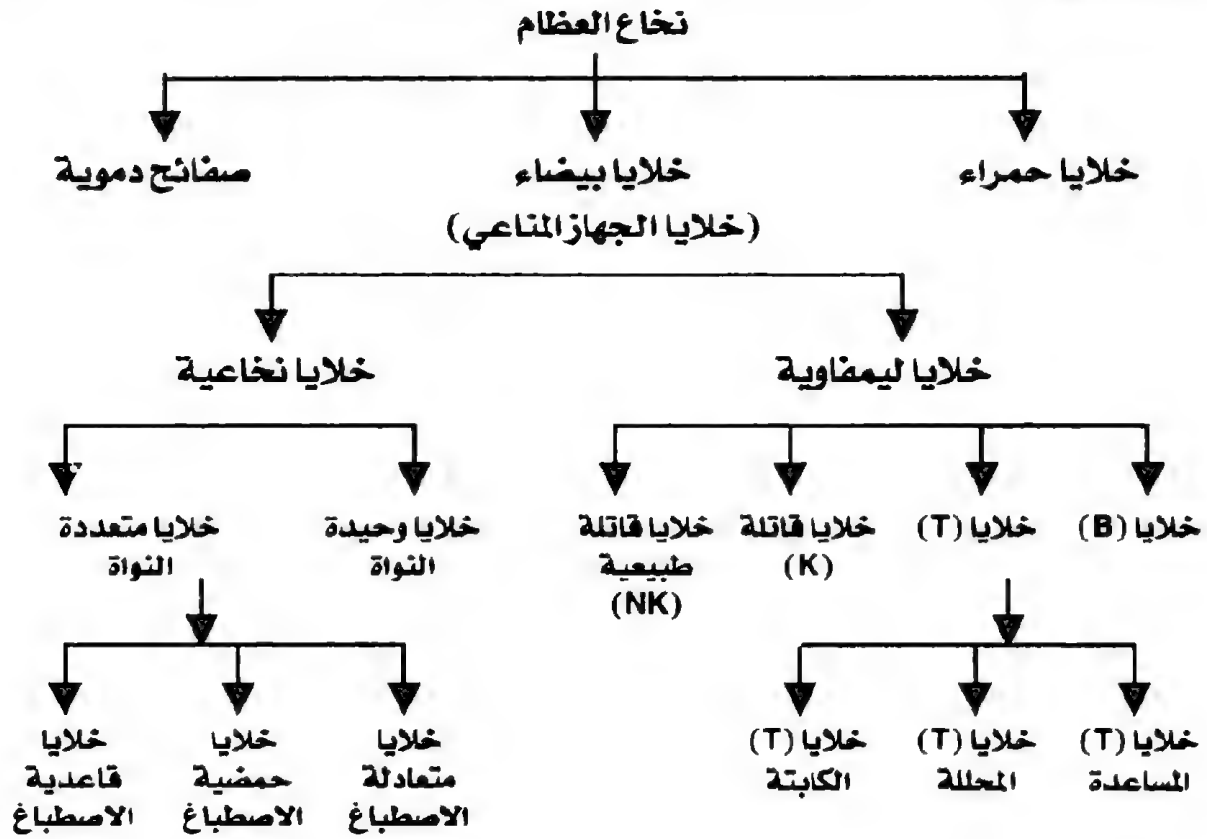 نخاع العظام
خلايا حمراء
خلايا بيضاء
صفائح دموية
(خلايا الجهاز المناعي)
خلايا ليمفاوية
خلايا نخاعية
خلايا (B)
خلايا (T)
خلايا قاتلة
(K)
خلايا قاتلة
طبيعية
(NK)
خلايا وحيدة
النواة
خلايا متعددة
النواة
خلايا (T)
المساعدة
خلايا (T)
المحللة
خلايا (T)
الكابتة
خلايا
متعادلة
الاصطباغ
خلايا
حمضية
الاصطباغ
خلايا
قاعدية
الاصطباغ